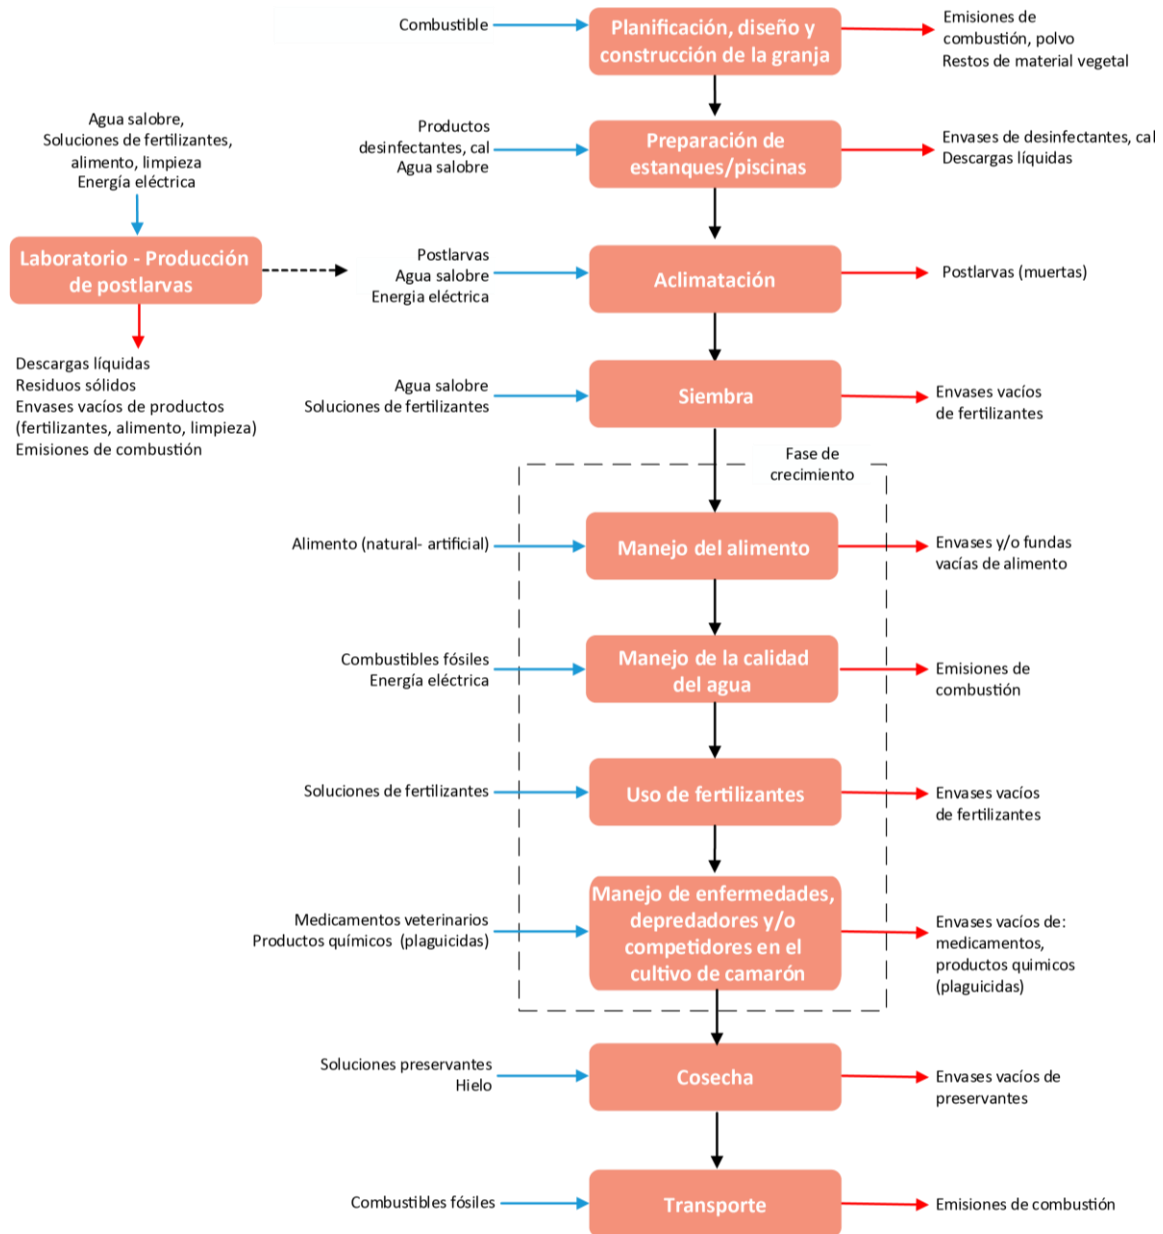 Combustible
Planificación, diseño y
construcción de la granja
Emisiones de
combustión, polvo
Restos de material vegetal
Agua salobre,
Soluciones de fertilizantes,
alimento, limpieza
Energía eléctrica
Productos
desinfectantes, cal
Agua salobre
Preparación de
estanques/piscinas
Envases de desinfectantes, cal
Descargas líquidas
Laboratorio - Producción
de postlarvas
Postlarvas
Agua salobre
Energia eléctrica
Aclimatación
Postlarvas (muertas)
Descargas líquidas
Residuos sólidos
Envases vacíos de productos
(fertilizantes, alimento, limpieza)
Emisiones de combustión
Agua salobre
Soluciones de fertilizantes
Siembra
Envases vacíos
de fertilizantes
Fase de
crecimiento
Alimento (natural- artificial)
Manejo del alimento
Envases y/o fundas
vacías de alimento
Combustibles fósiles
Energía eléctrica
Manejo de la calidad
del agua
Emisiones de
combustión
Soluciones de fertilizantes
Uso de fertilizantes
Envases vacíos
de fertilizantes
Medicamentos veterinarios
Productos químicos (plaguicidas)
Manejo de enfermedades,
depredadores y/o
competidores en el
cultivo de camarón
Envases vacíos de:
medicamentos,
productos quimicos
(plaguicidas)
Soluciones preservantes
Hielo
Cosecha
Envases vacíos de
preservantes
Combustibles fósiles
Transporte
Emisiones de combustión